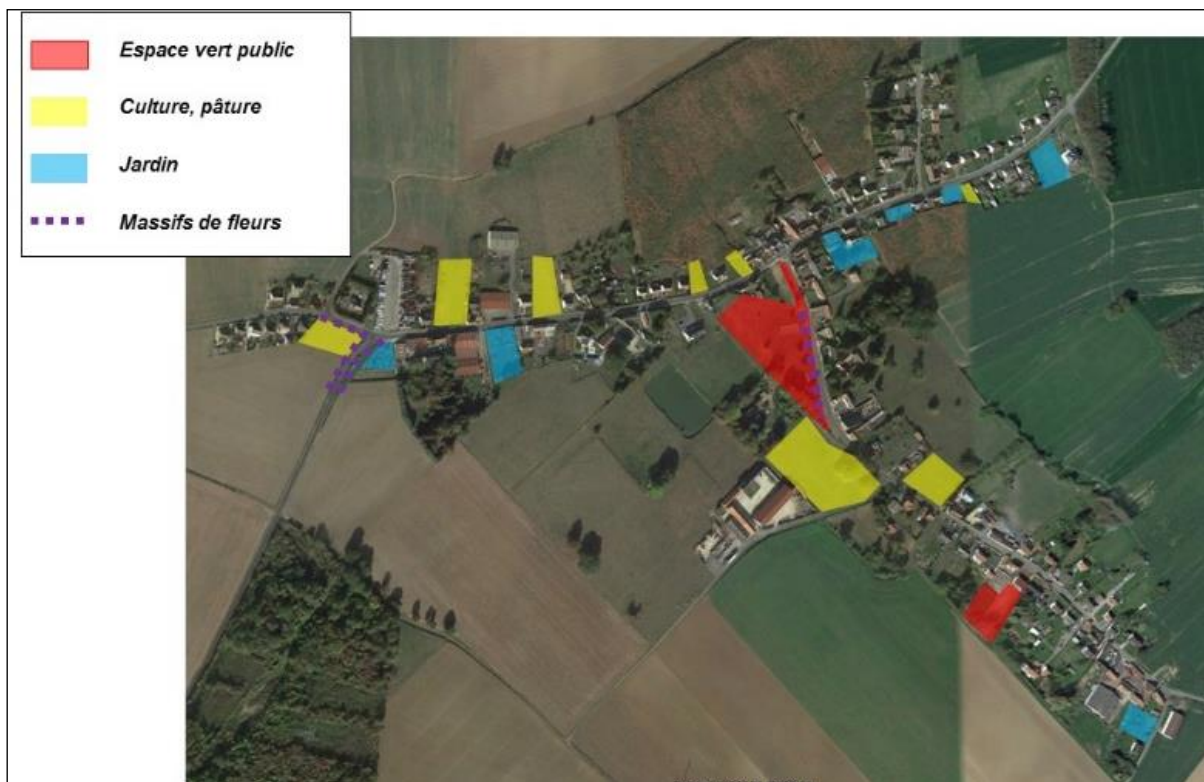 Espace vert public
Culture, pâture
Jardin
Massifs de fleurs